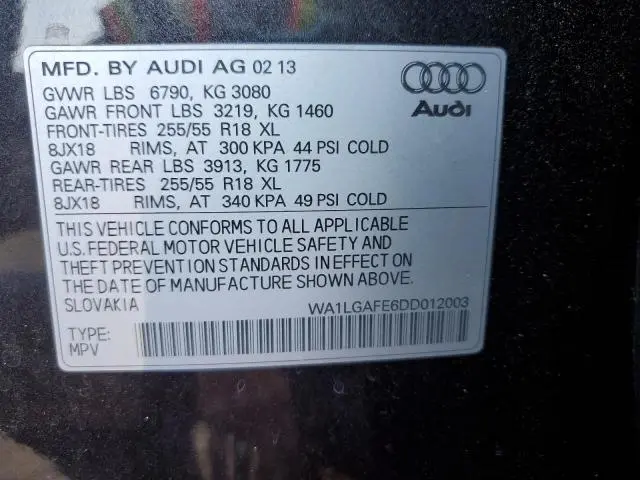 MFD. BY AUDI AG 02 13
GVWR LBS 6790, KG 3080
GAWR FRONT LBS 3219, KG 1460
FRONT-TIRES 255/55 R18 XL
8JX18 RIMS, AT 300 KPA 44 PSI COLD
GAWR REAR LBS 3913, KG 1775
REAR-TIRES 255/55 R18 XL
8JX18 RIMS, AT 340 KPA 49 PSI COLD
Audi
THIS VEHICLE CONFORMS TO ALL APPLICABLE
U.S. FEDERAL MOTOR VEHICLE SAFETY AND
THEFT PREVENTION STANDARDS IN EFFECT ON
THE DATE OF MANUFACTURE SHOWN ABOVE.
SLOVAKIA
WA1LGAFE6DD012003
TYPE:
MPV